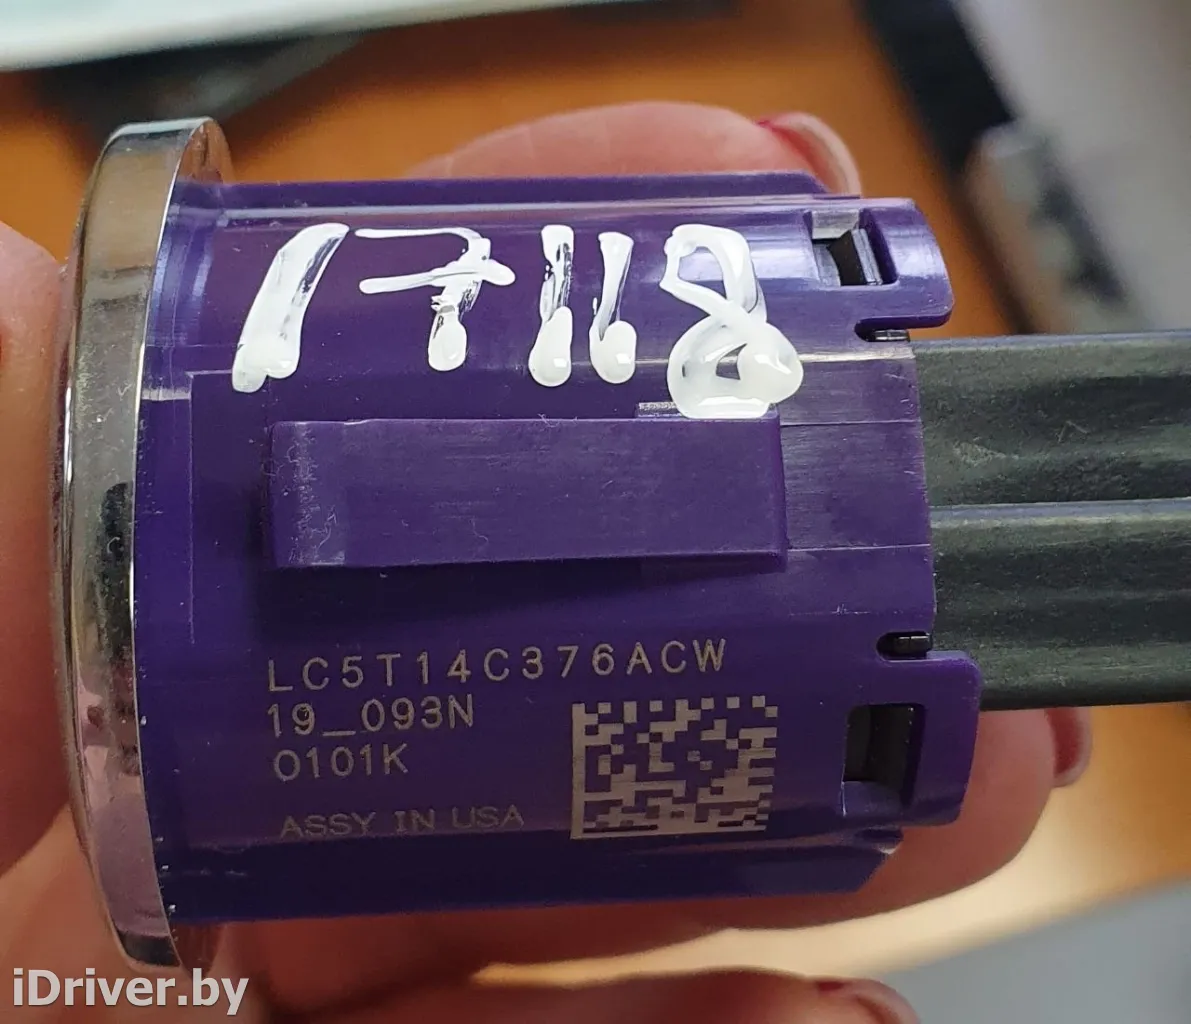 17118
LC5T14C376ACW
19_093N
0101K
ASSY IN USA
iDriver.by